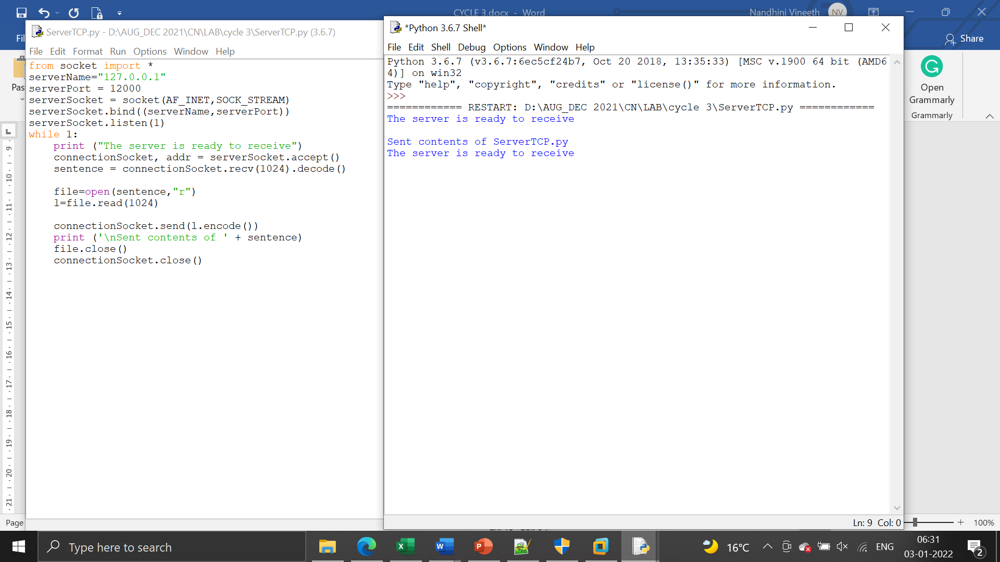 CYCLE 3.docx - Word
Nandhini Vineeth
NV
Share
Fil
Pas
Open
Grammarly
Grammarly
ServerTCP.py - D:\AUG_DEC 2021\CN\LAB\cycle 3\ServerTCP.py (3.6.7)
File Edit Format Run Options Window Help
from socket import *
serverName="127.0.0.1"
serverPort = 12000
serverSocket = socket(AF_INET,SOCK_STREAM)
serverSocket.bind((serverName,serverPort))
serverSocket.listen(1)
while 1:
    print ("The server is ready to receive")
    connectionSocket, addr = serverSocket.accept()
    sentence = connectionSocket.recv(1024).decode()
    file=open(sentence,"r")
    l=file.read(1024)
    connectionSocket.send(l.encode())
    print ('\nSent contents of ' + sentence)
    file.close()
    connectionSocket.close()
*Python 3.6.7 Shell*
File Edit Shell Debug Options Window Help
Python 3.6.7 (v3.6.7:6ec5cf24b7, Oct 20 2018, 13:35:33) [MSC v.1900 64 bit (AMD6
4)] on win32
Type "help", "copyright", "credits" or "license()" for more information.
>>>
============ RESTART: D:\AUG_DEC 2021\CN\LAB\cycle 3\ServerTCP.py ============
The server is ready to receive
Sent contents of ServerTCP.py
The server is ready to receive
Ln: 9 Col: 0
9
10
11
12
13
14
15
16
17
18
19
20
21
Page
100%
Type here to search
16°C
ENG
06:31
03-01-2022
2